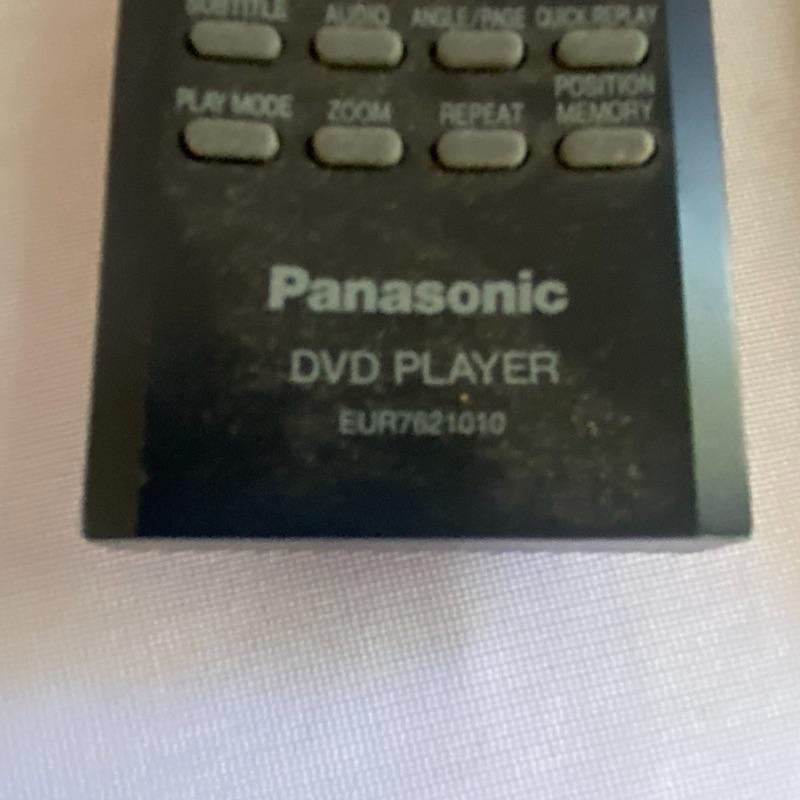 SUBTITLE AUDIO ANGLE/PAGE QUICK REPLAY
PLAY MODE ZOOM REPEAT POSITION MEMORY
Panasonic
DVD PLAYER
EUR7621010